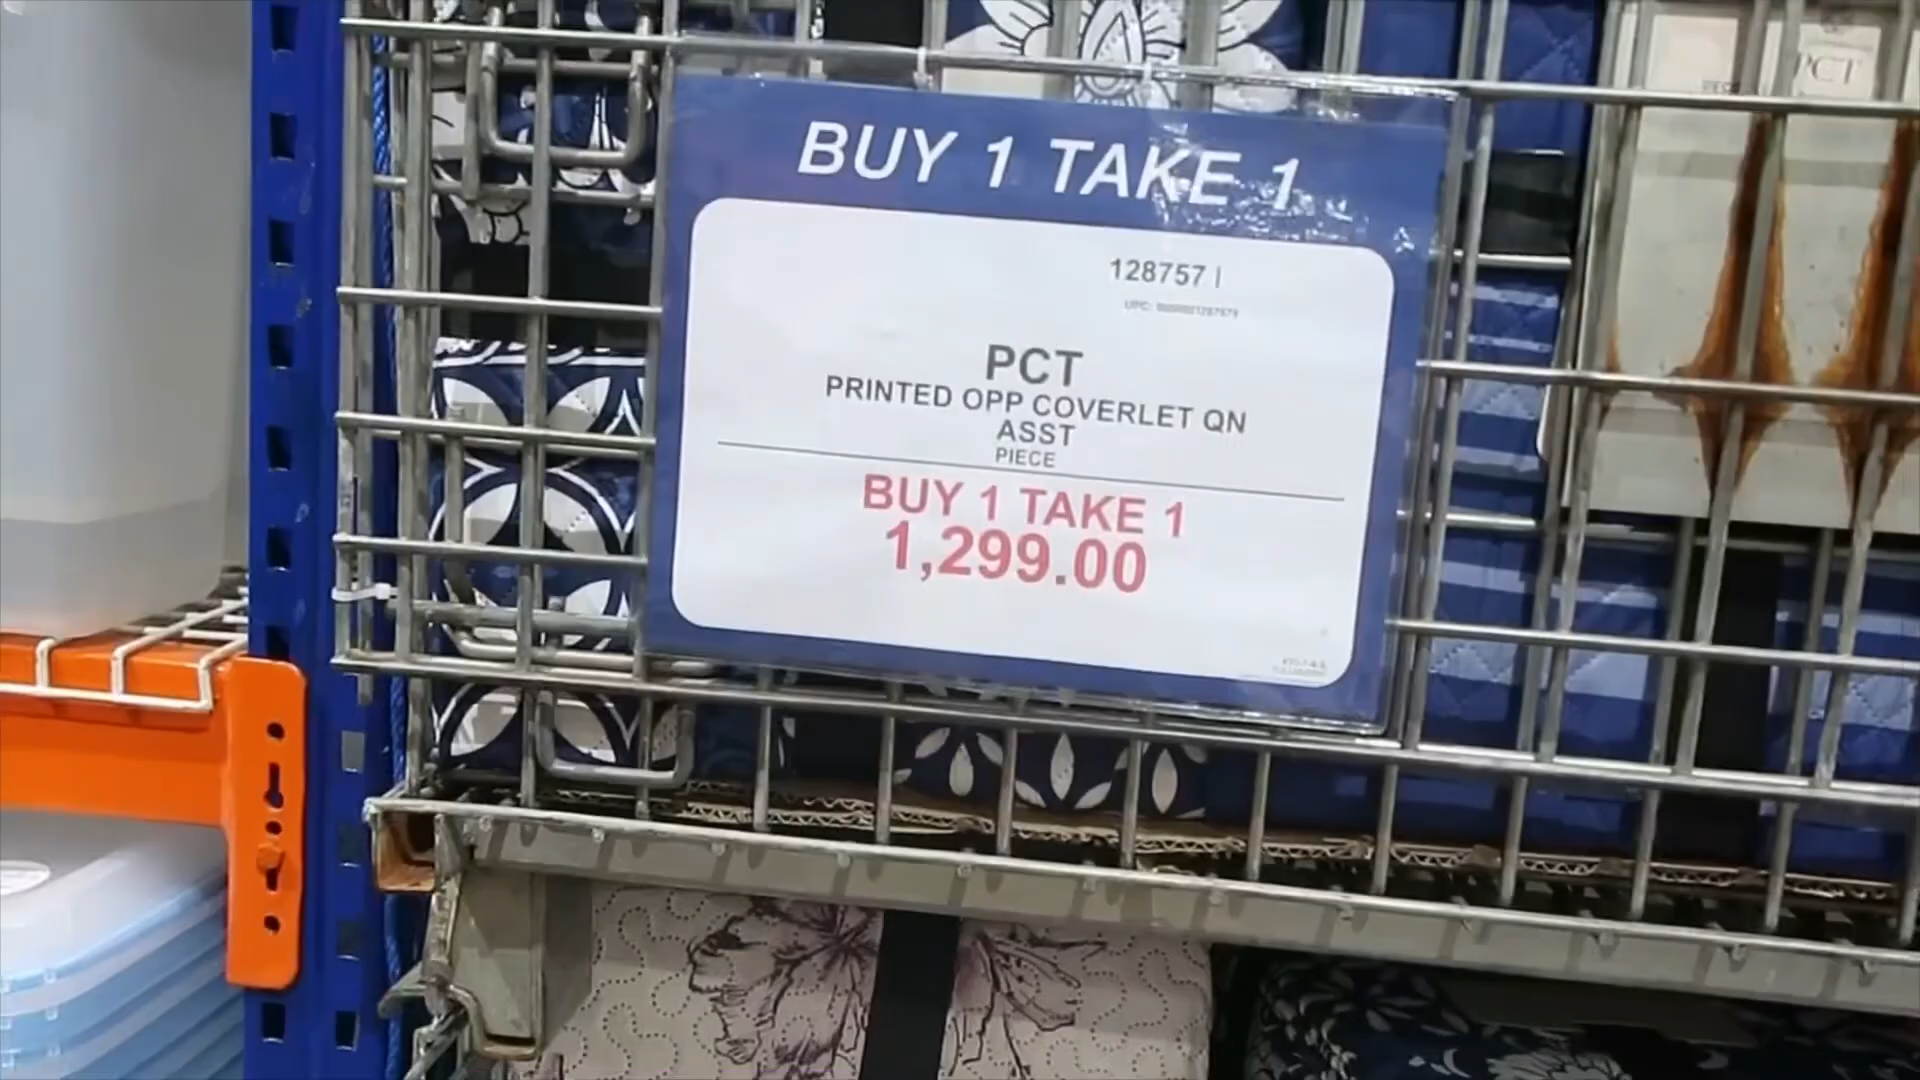 BUY 1 TAKE 1
128757 I
PCT
PRINTED OPP COVERLET QN
ASST
PIECE
BUY 1 TAKE 1
1,299.00
PCT